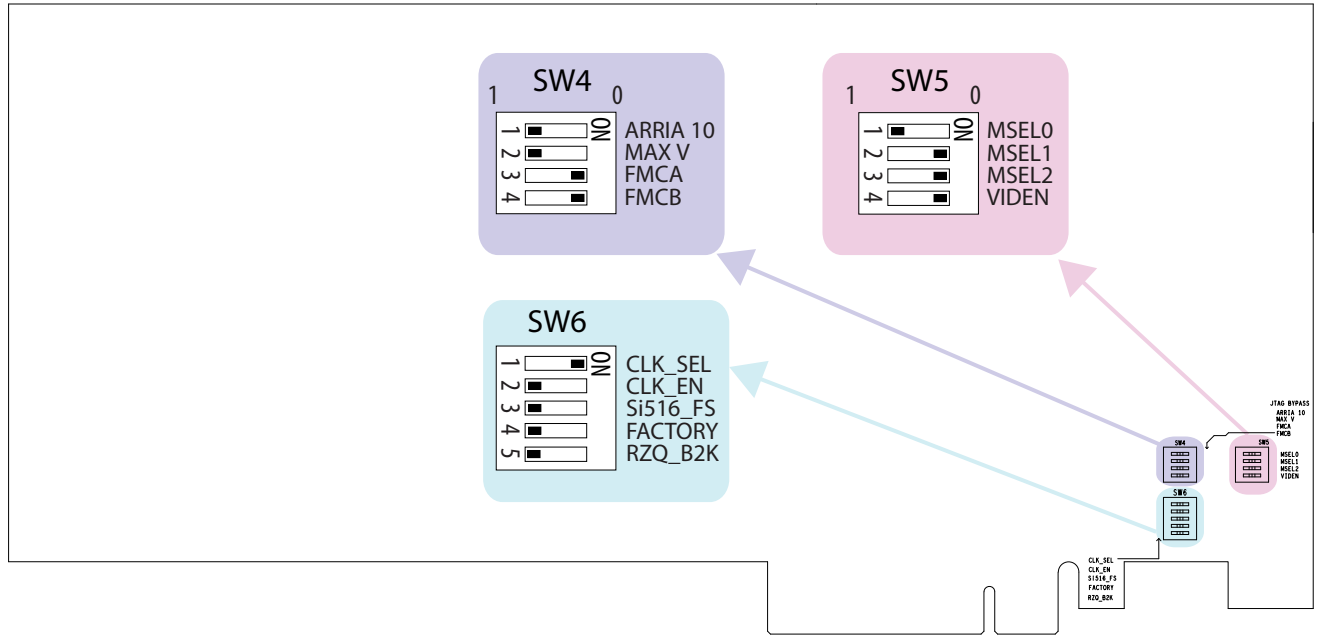 SW4
1 0
ON
1 ARRIA 10
2 MAX V
3 FMCA
4 FMCB
SW5
1 0
ON
1 MSEL0
2 MSEL1
3 MSEL2
4 VIDEN
SW6
ON
1 CLK_SEL
2 CLK_EN
3 Si516_FS
4 FACTORY
5 RZQ_B2K
JTAG BYPASS
ARRIA 10
MAX V
FMCA
FMCB
SW4
SW5
MSEL0
MSEL1
MSEL2
VIDEN
SW6
CLK_SEL
CLK_EN
SI516_FS
FACTORY
RZQ_B2K